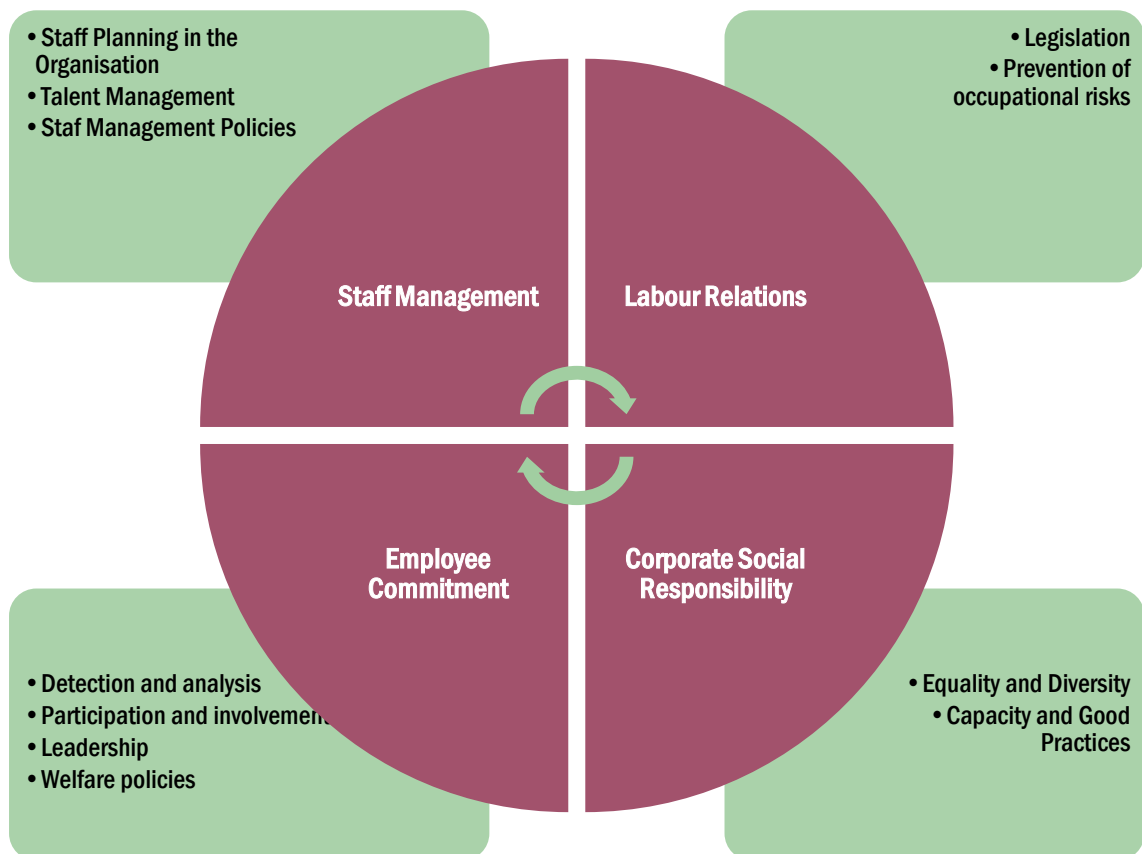 • Staff Planning in the
Organisation
• Talent Management
• Staf Management Policies
• Legislation
• Prevention of
occupational risks
Staff Management
Labour Relations
Employee
Commitment
Corporate Social
Responsibility
• Detection and analysis
• Participation and involvement
• Leadership
• Welfare policies
• Equality and Diversity
• Capacity and Good
Practices